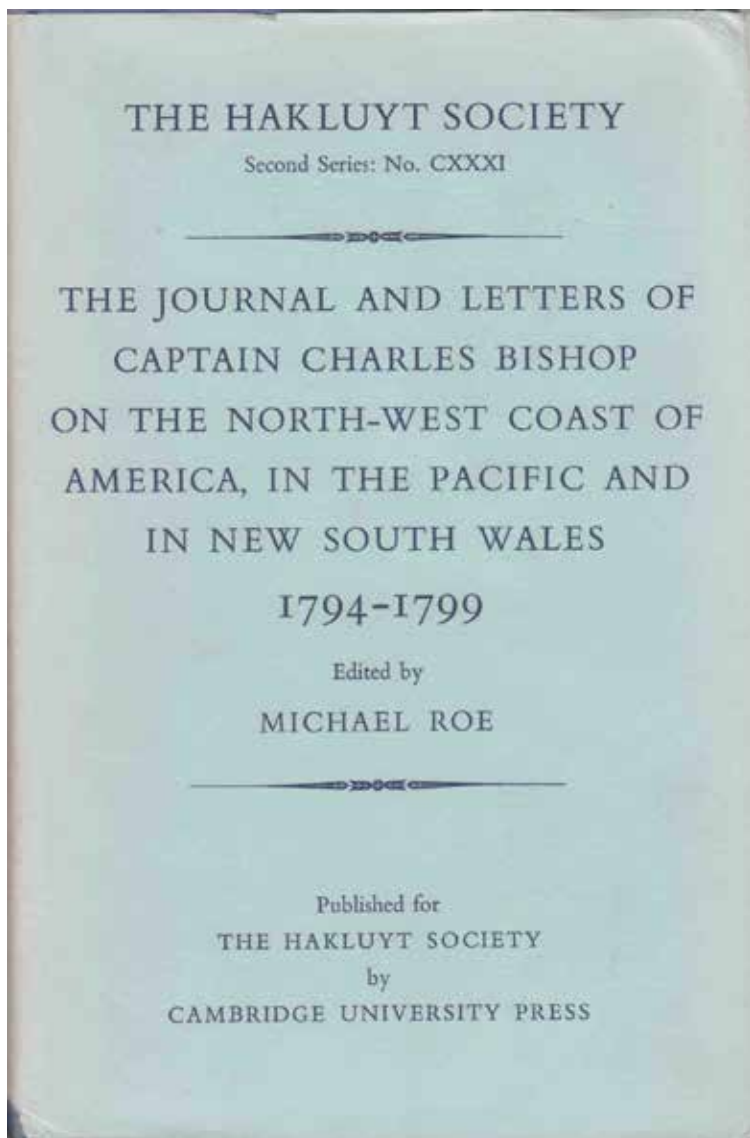 THE HAKLUYT SOCIETY
Second Series: No. CXXXI
THE JOURNAL AND LETTERS OF
CAPTAIN CHARLES BISHOP
ON THE NORTH-WEST COAST OF
AMERICA, IN THE PACIFIC AND
IN NEW SOUTH WALES
1794-1799
Edited by
MICHAEL ROE
Published for
THE HAKLUYT SOCIETY
by
CAMBRIDGE UNIVERSITY PRESS